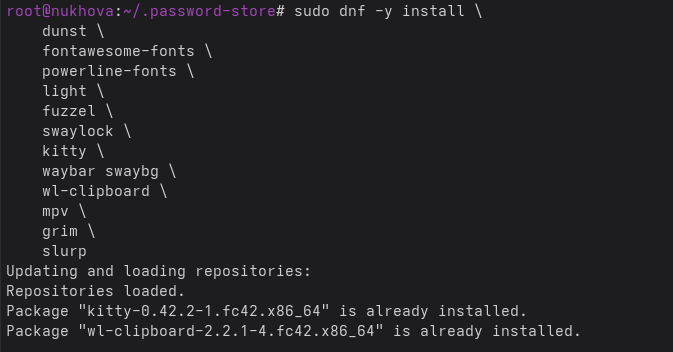 root@nukhova:~/.password-store# sudo dnf -y install \
    dunst \
    fontawesome-fonts \
    powerline-fonts \
    light \
    fuzzel \
    swaylock \
    kitty \
    waybar swaybg \
    wl-clipboard \
    mpv \
    grim \
    slurp
Updating and loading repositories:
Repositories loaded.
Package "kitty-0.42.2-1.fc42.x86_64" is already installed.
Package "wl-clipboard-2.2.1-4.fc42.x86_64" is already installed.